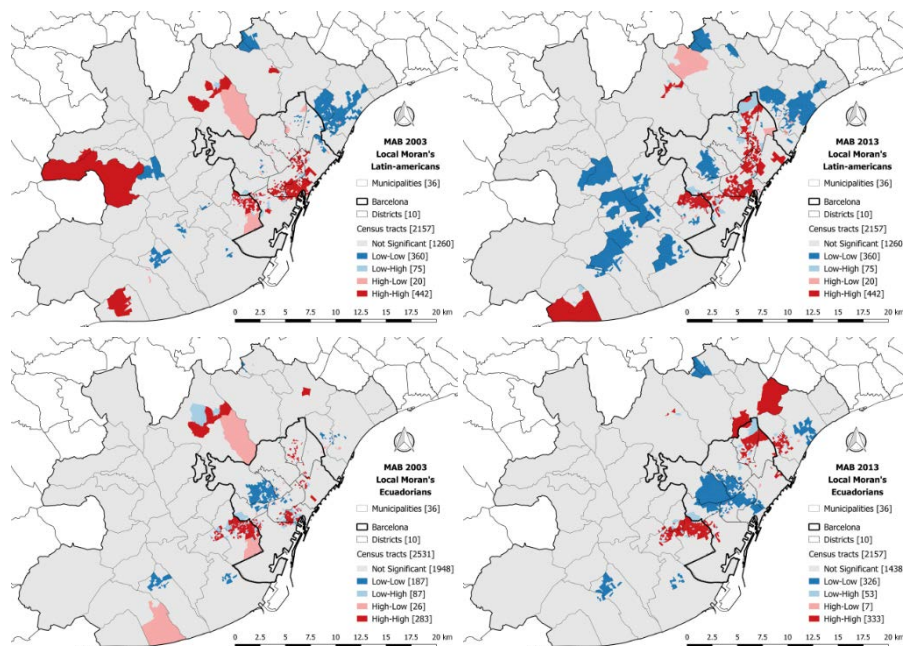 MAB 2003
Local Moran's
Latin-americans
Municipalities [36]
Barcelona
Districts [10]
Census tracts [2157]
Not Significant [1260]
Low-Low [360]
Low-High [75]
High-Low [20]
High-High [442]
0 2.5 5 7.5 10 12.5 15 17.5 20 km
MAB 2013
Local Moran's
Latin-americans
Municipalities [36]
Barcelona
Districts [10]
Census tracts [2157]
Not Significant [1260]
Low-Low [360]
Low-High [75]
High-Low [20]
High-High [442]
0 2.5 5 7.5 10 12.5 15 17.5 20 km
MAB 2003
Local Moran's
Ecuadorians
Municipalities [36]
Barcelona
Districts [10]
Census tracts [2531]
Not Significant [1948]
Low-Low [187]
Low-High [87]
High-Low [26]
High-High [283]
0 2.5 5 7.5 10 12.5 15 17.5 20 km
MAB 2013
Local Moran's
Ecuadorians
Municipalities [36]
Barcelona
Districts [10]
Census tracts [2157]
Not Significant [1438]
Low-Low [326]
Low-High [53]
High-Low [7]
High-High [333]
0 2.5 5 7.5 10 12.5 15 17.5 20 km